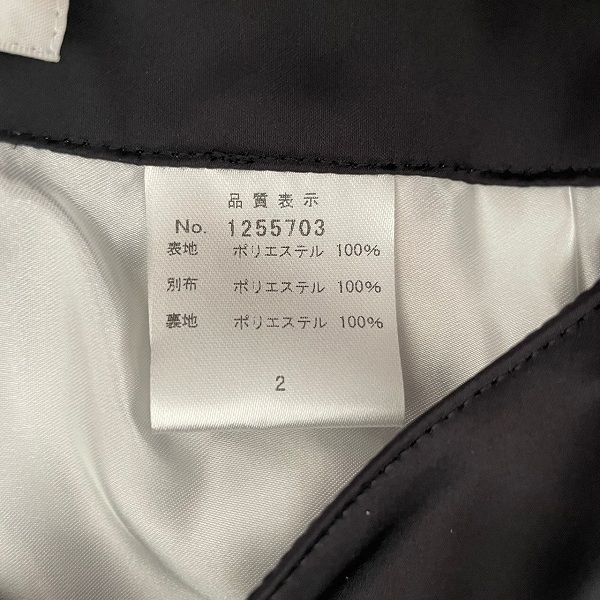 品質表示
No. 1255703
表地 ポリエステル 100%
別布 ポリエステル 100%
裏地 ポリエステル 100%
2